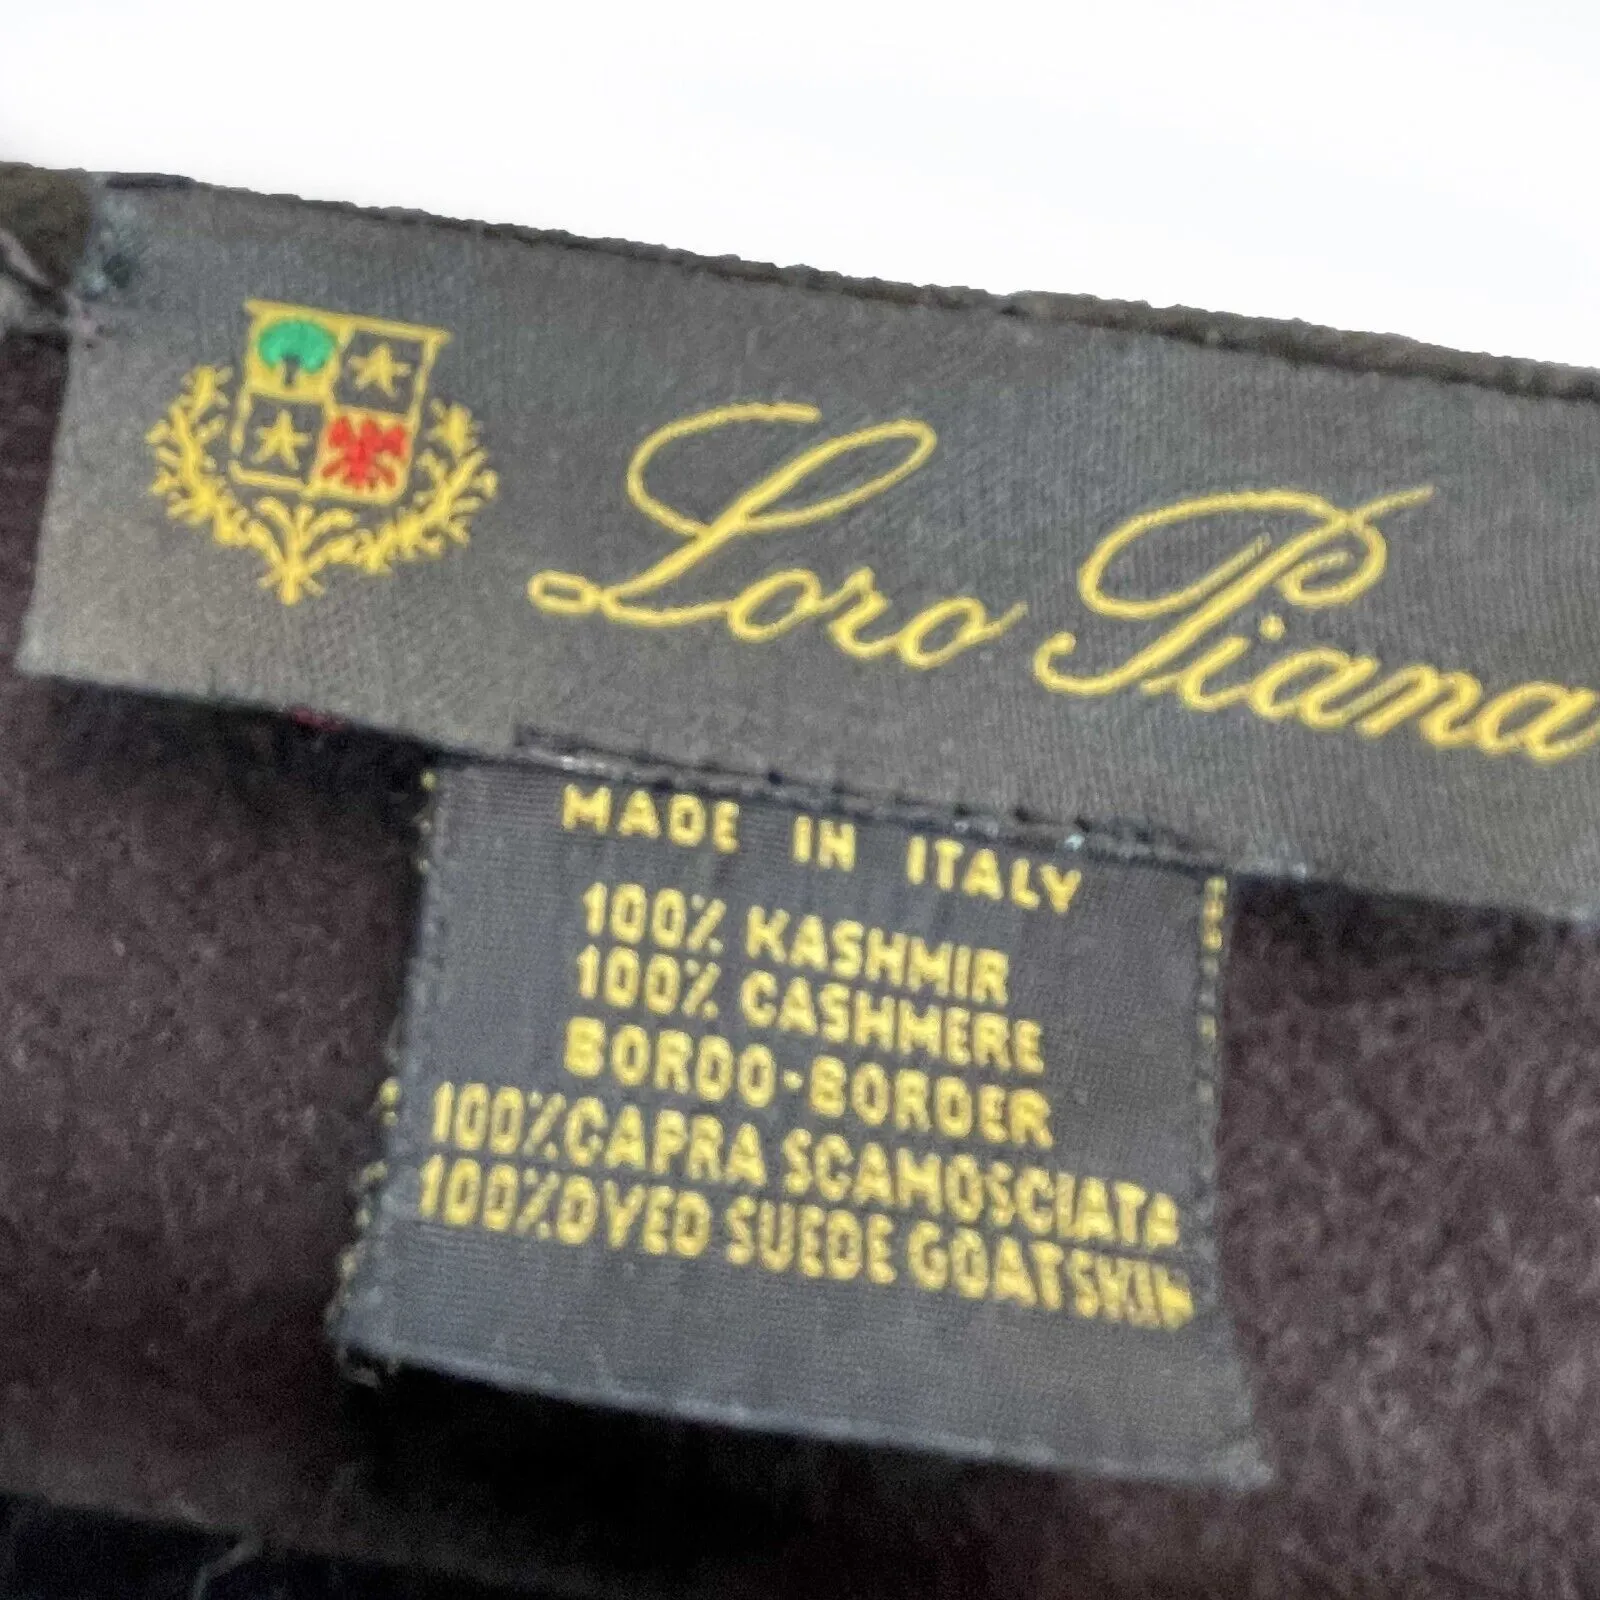 Loro Piana
MADE IN ITALY
100% KASHMIR
100% CASHMERE
BORDO-BORDER
100% CAPRA SCAMOSCIATA
100% DYED SUEDE GOATSKIN